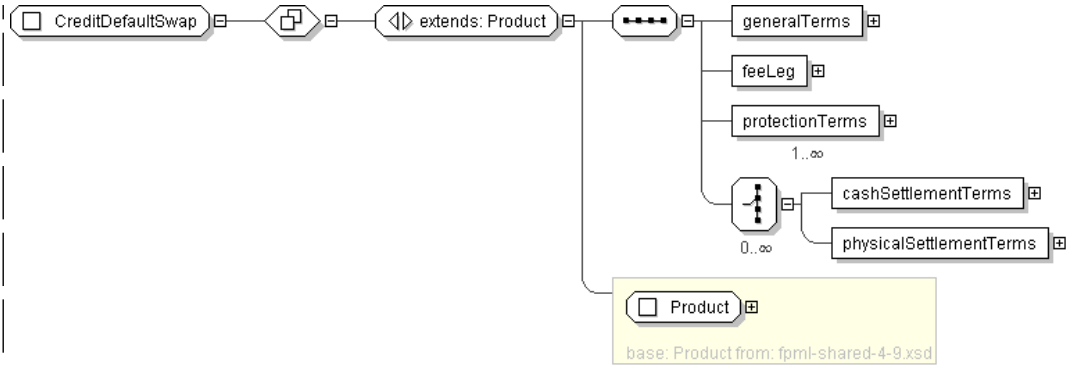 CreditDefaultSwap
extends: Product
generalTerms
feeLeg
protectionTerms
1..∞
cashSettlementTerms
0..∞
physicalSettlementTerms
Product
base: Product from: fpml-shared-4-9.xsd